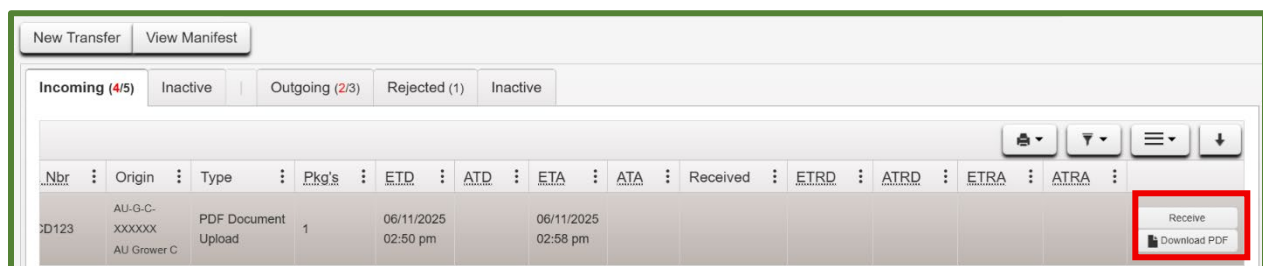 New Transfer View Manifest
Incoming (4/5) Inactive | Outgoing (2/3) Rejected (1) Inactive
Nbr Origin Type Pkg's ETD ATD ETA ATA Received ETRD ATRD ETRA ATRA
AU-G-C- PDF Document 06/11/2025 06/11/2025 Receive
D123 XXXXXX Upload 1 02:50 pm 02:58 pm Download PDF
AU Grower C